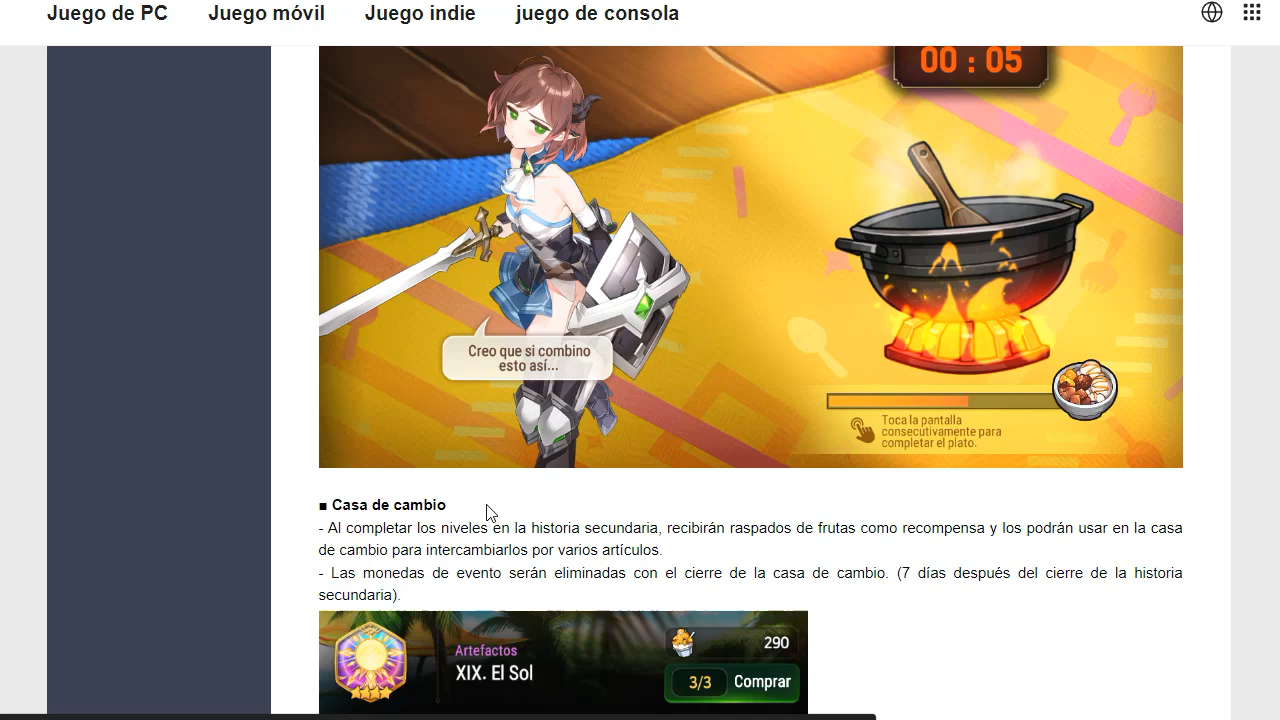 Juego de PC Juego móvil Juego indie juego de consola
00 : 05
Creo que si combino
esto así...
Toca la pantalla
consecutivamente para
completar el plato.
■ Casa de cambio
- Al completar los niveles en la historia secundaria, recibirán raspados de frutas como recompensa y los podrán usar en la casa
de cambio para intercambiarlos por varios artículos.
- Las monedas de evento serán eliminadas con el cierre de la casa de cambio. (7 días después del cierre de la historia
secundaria).
290
Artefactos
XIX. El Sol
3/3 Comprar